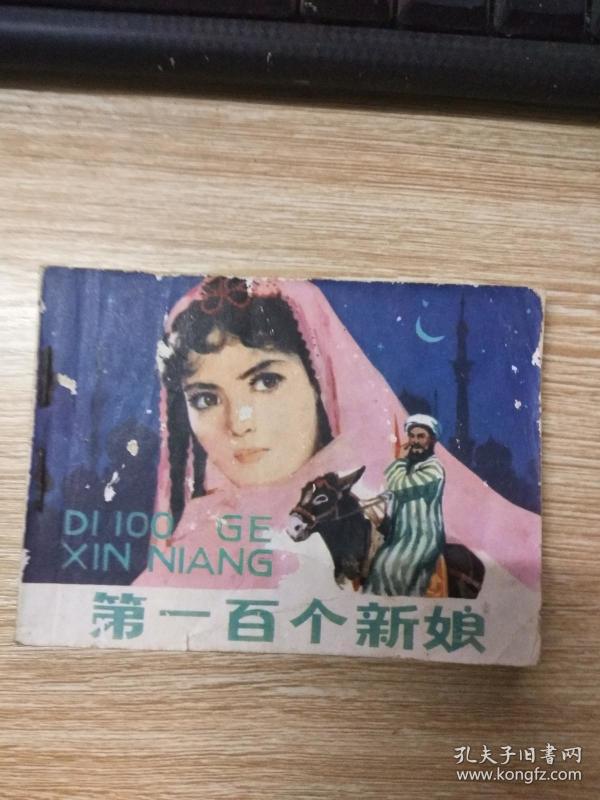 DI 100 GE
XIN NIANG
第一百个新娘
孔夫子旧书网
www.kongfz.com